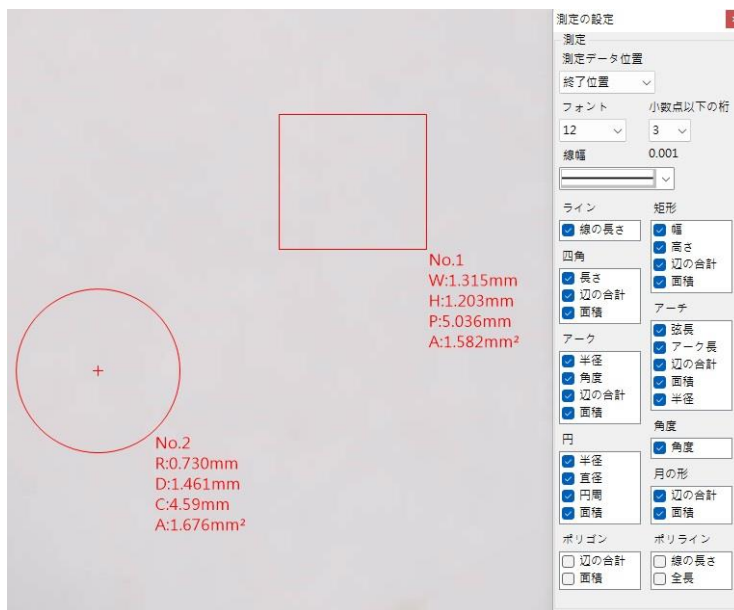 No.1
W:1.315mm
H:1.203mm
P:5.036mm
A:1.582mm²
No.2
R:0.730mm
D:1.461mm
C:4.59mm
A:1.676mm²
測定の設定
測定
測定データ位置
終了位置
フォント 小数点以下の桁
12 3
線幅 0.001
ライン
線の長さ
四角
長さ
辺の合計
面積
アーク
半径
角度
辺の合計
面積
円
半径
直径
円周
面積
ポリゴン
辺の合計
面積
矩形
幅
高さ
辺の合計
面積
アーチ
弦長
アーク長
辺の合計
面積
半径
角度
角度
月の形
辺の合計
面積
ポリライン
線の長さ
全長